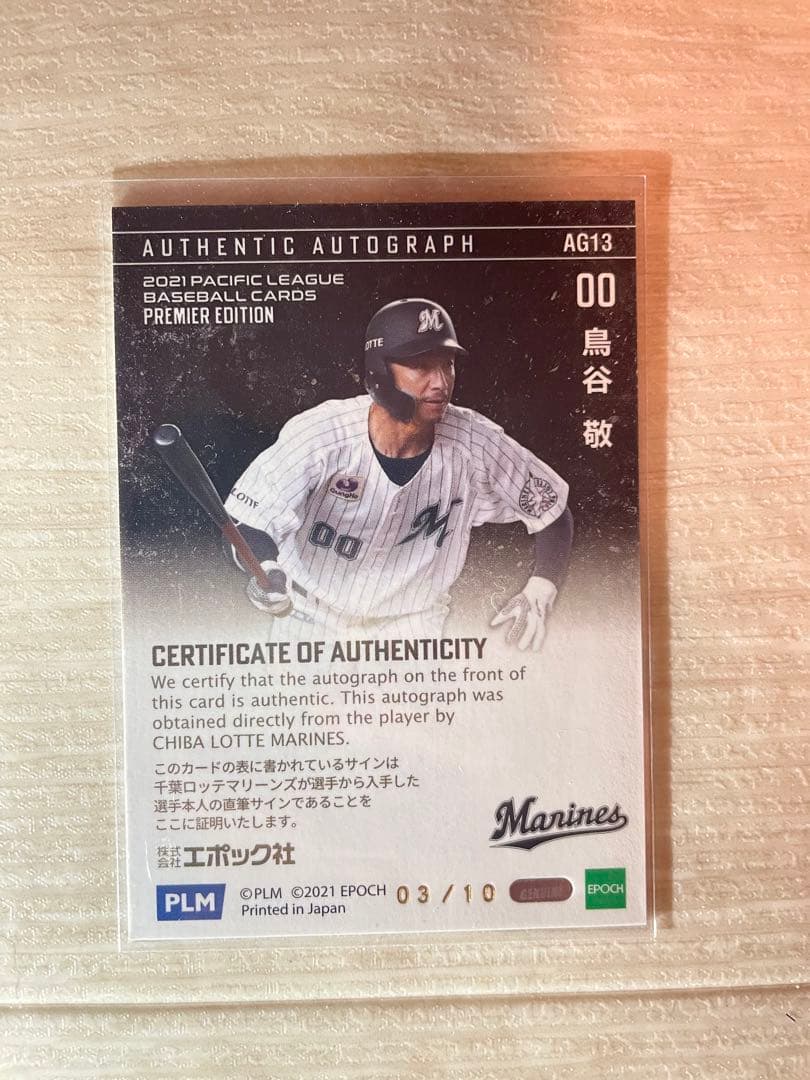 AUTHENTIC AUTOGRAPH AG13
2021 PACIFIC LEAGUE
BASEBALL CARDS
PREMIER EDITION
00
鳥谷 敬
M
LOTTE
LOTTE
GungHo
00
M
CERTIFICATE OF AUTHENTICITY
We certify that the autograph on the front of
this card is authentic. This autograph was
obtained directly from the player by
CHIBA LOTTE MARINES.
このカードの表に書かれているサインは
千葉ロッテマリーンズが選手から入手した
選手本人の直筆サインであることを
ここに証明いたします。
Marines
株式会社エポック社
PLM
©PLM ©2021 EPOCH
Printed in Japan
03/10
GENUINE
EPOCH